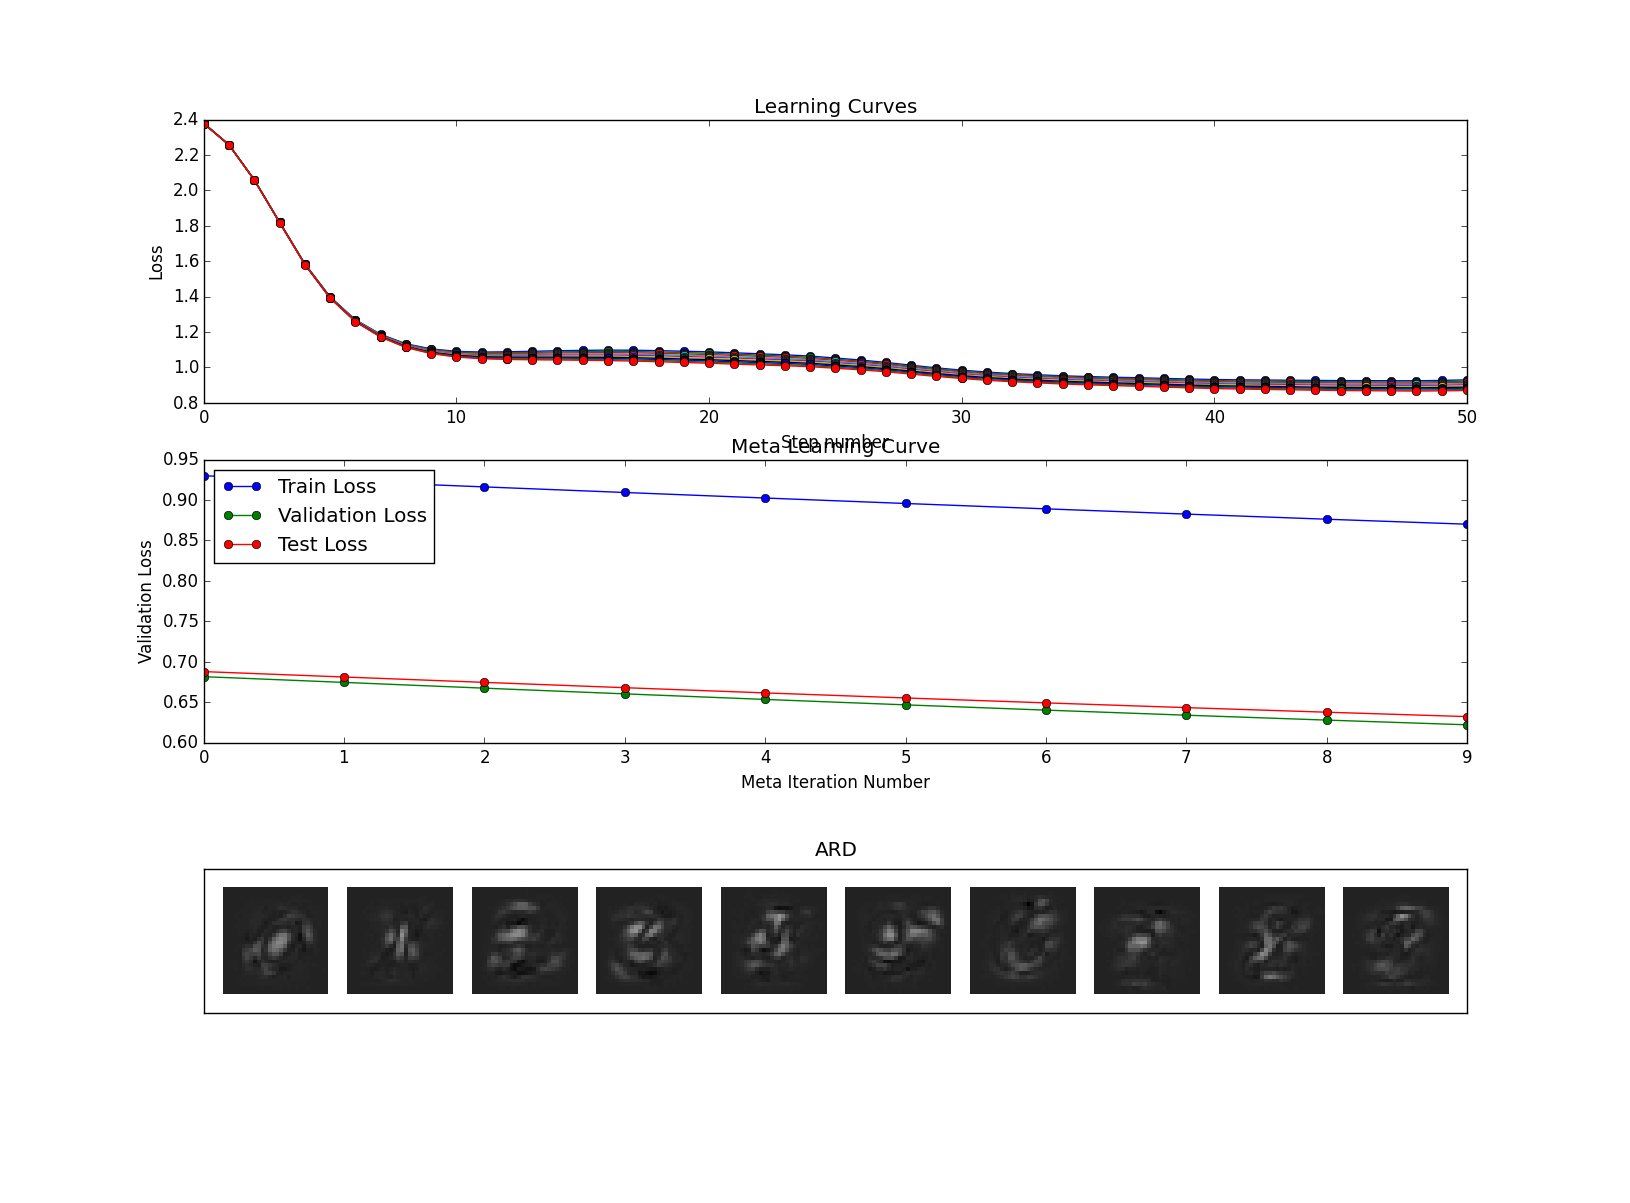 Learning Curves
2.4
2.2
2.0
1.8
1.6
1.4
1.2
1.0
0.8
Loss
0 10 20 30 40 50
Step number
Meta Learning Curve
0.95
0.90
0.85
0.80
0.75
0.70
0.65
0.60
Validation Loss
Train Loss
Validation Loss
Test Loss
0 1 2 3 4 5 6 7 8 9
Meta Iteration Number
ARD